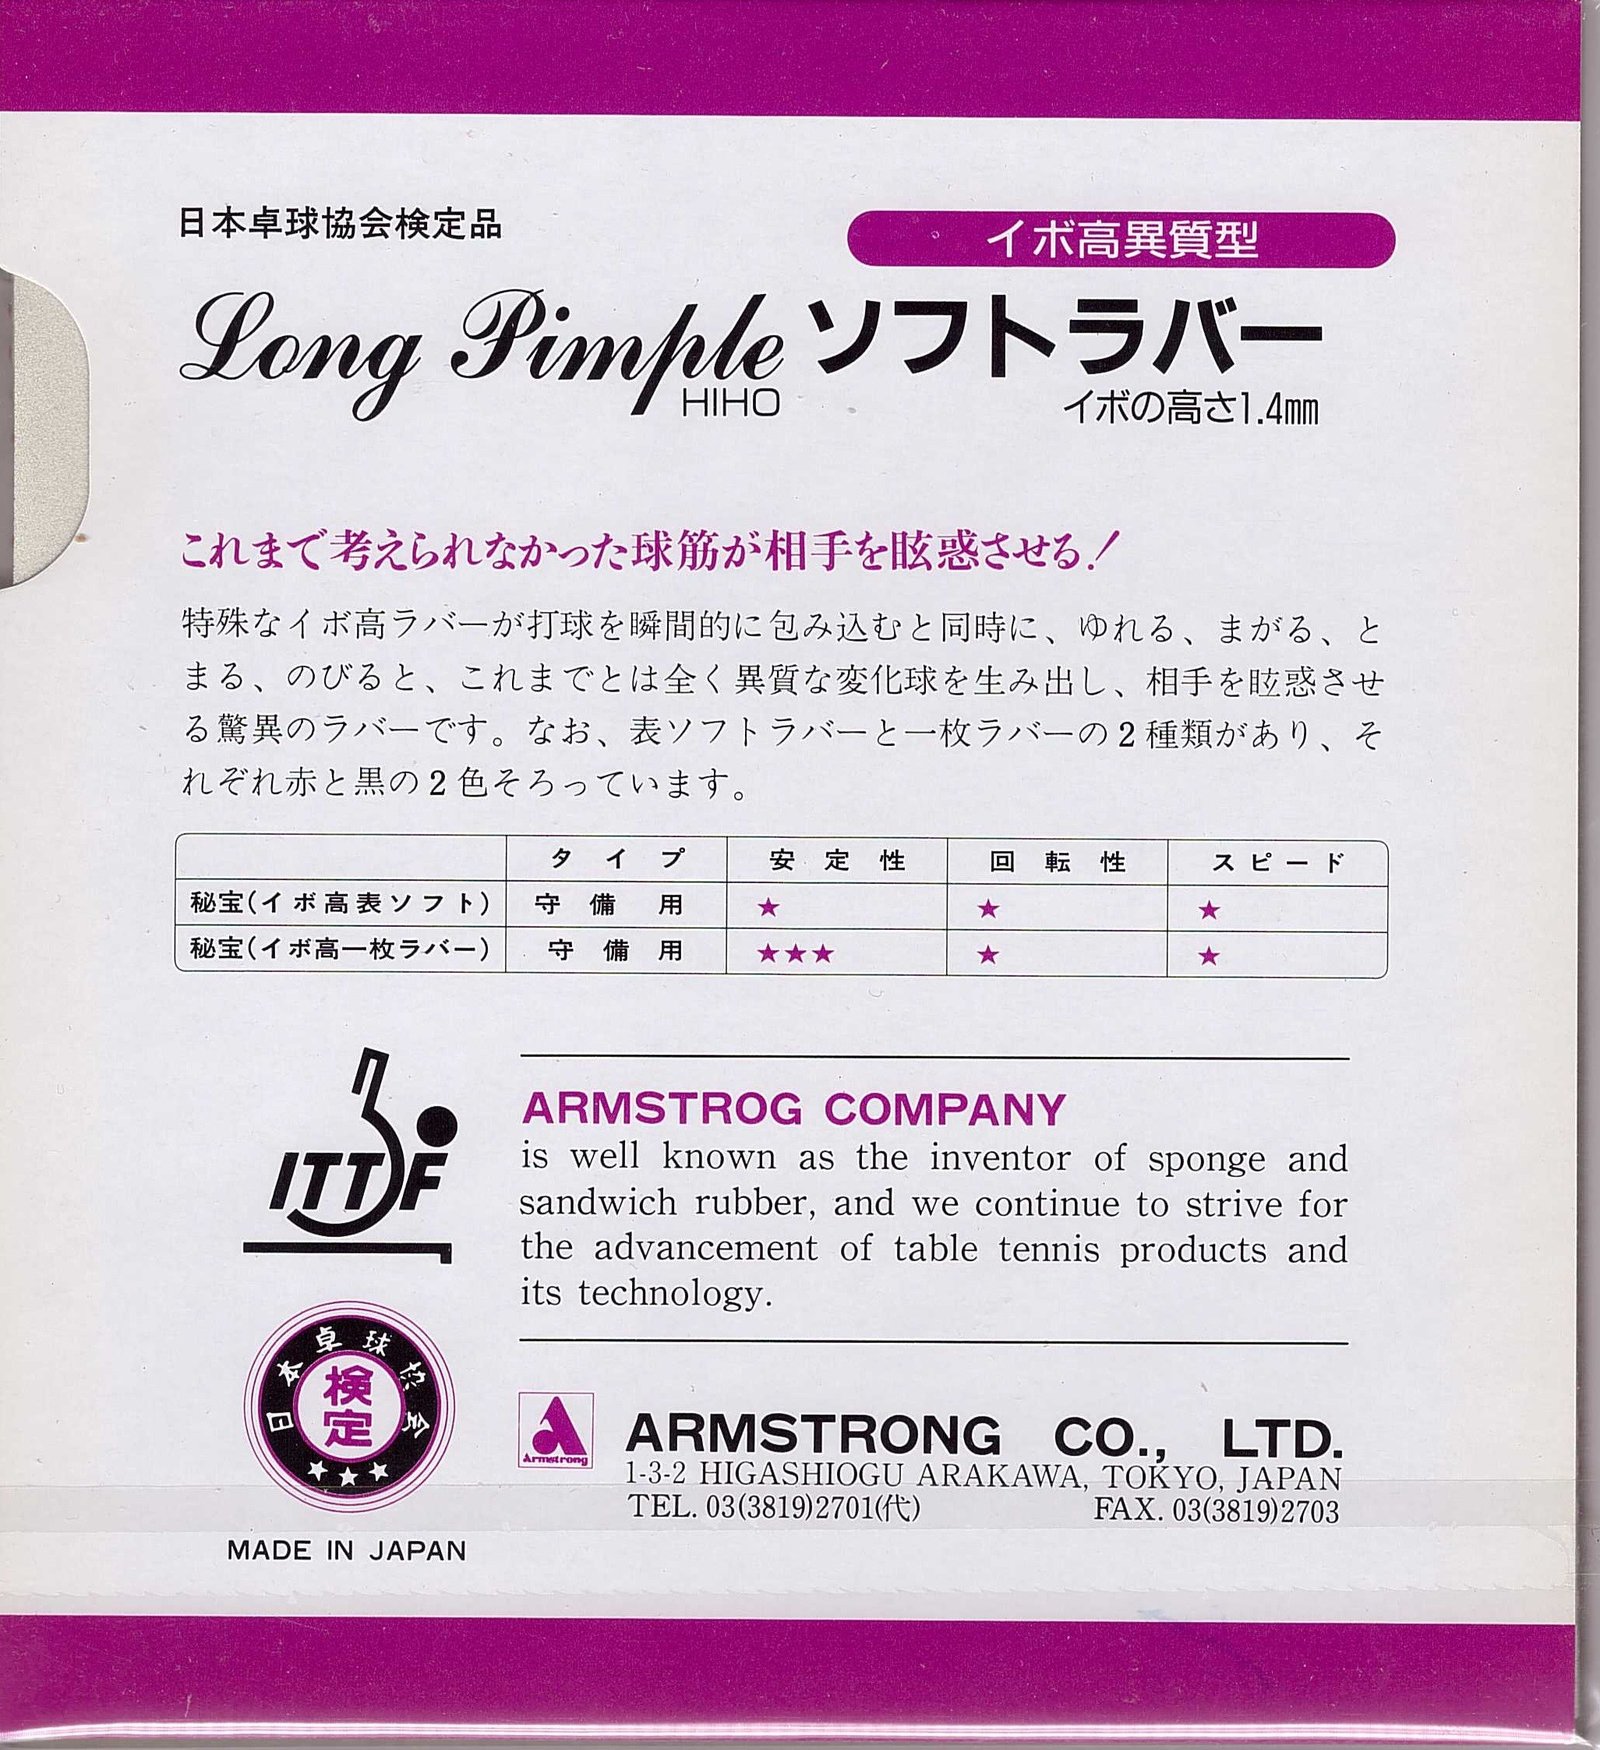 日本卓球協会検定品
イボ高異質型
Long Pimple ソフトラバー
HIHO
イボの高さ1.4mm
これまで考えられなかった球筋が相手を眩惑させる!
特殊なイボ高ラバーが打球を瞬間的に包み込むと同時に、ゆれる、まがる、と
まる、のびると、これまでとは全く異質な変化球を生み出し、相手を眩惑させ
る驚異のラバーです。なお、表ソフトラバーと一枚ラバーの2種類があり、そ
れぞれ赤と黒の2色そろっています。
タイプ 安定性 回転性 スピード
秘宝(イボ高表ソフト) 守備用 ★ ★ ★
秘宝(イボ高一枚ラバー) 守備用 ★★★ ★ ★
ITTF
ARMSTROG COMPANY
is well known as the inventor of sponge and
sandwich rubber, and we continue to strive for
the advancement of table tennis products and
its technology.
日本卓球協会
検定
★★★
MADE IN JAPAN
Armstrong
ARMSTRONG CO., LTD.
1-3-2 HIGASHIOGU ARAKAWA, TOKYO, JAPAN
TEL. 03(3819)2701(代) FAX. 03(3819)2703